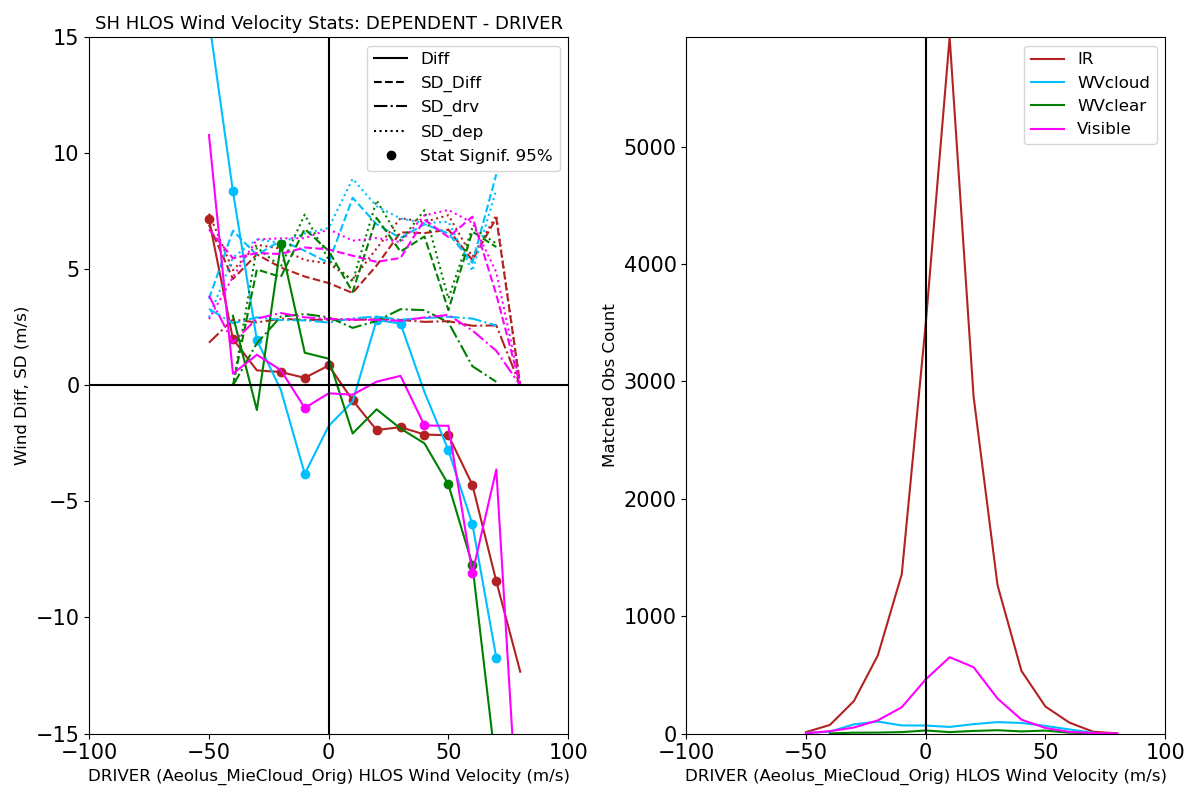 SH HLOS Wind Velocity Stats: DEPENDENT - DRIVER
15
10
5
0
−5
−10
−15
Wind Diff, SD (m/s)
Diff
SD_Diff
SD_drv
SD_dep
Stat Signif. 95%
−100
−50
0
50
100
DRIVER (Aeolus_MieCloud_Orig) HLOS Wind Velocity (m/s)
5000
4000
3000
2000
1000
0
Matched Obs Count
IR
WVcloud
WVclear
Visible
−100
−50
0
50
100
DRIVER (Aeolus_MieCloud_Orig) HLOS Wind Velocity (m/s)